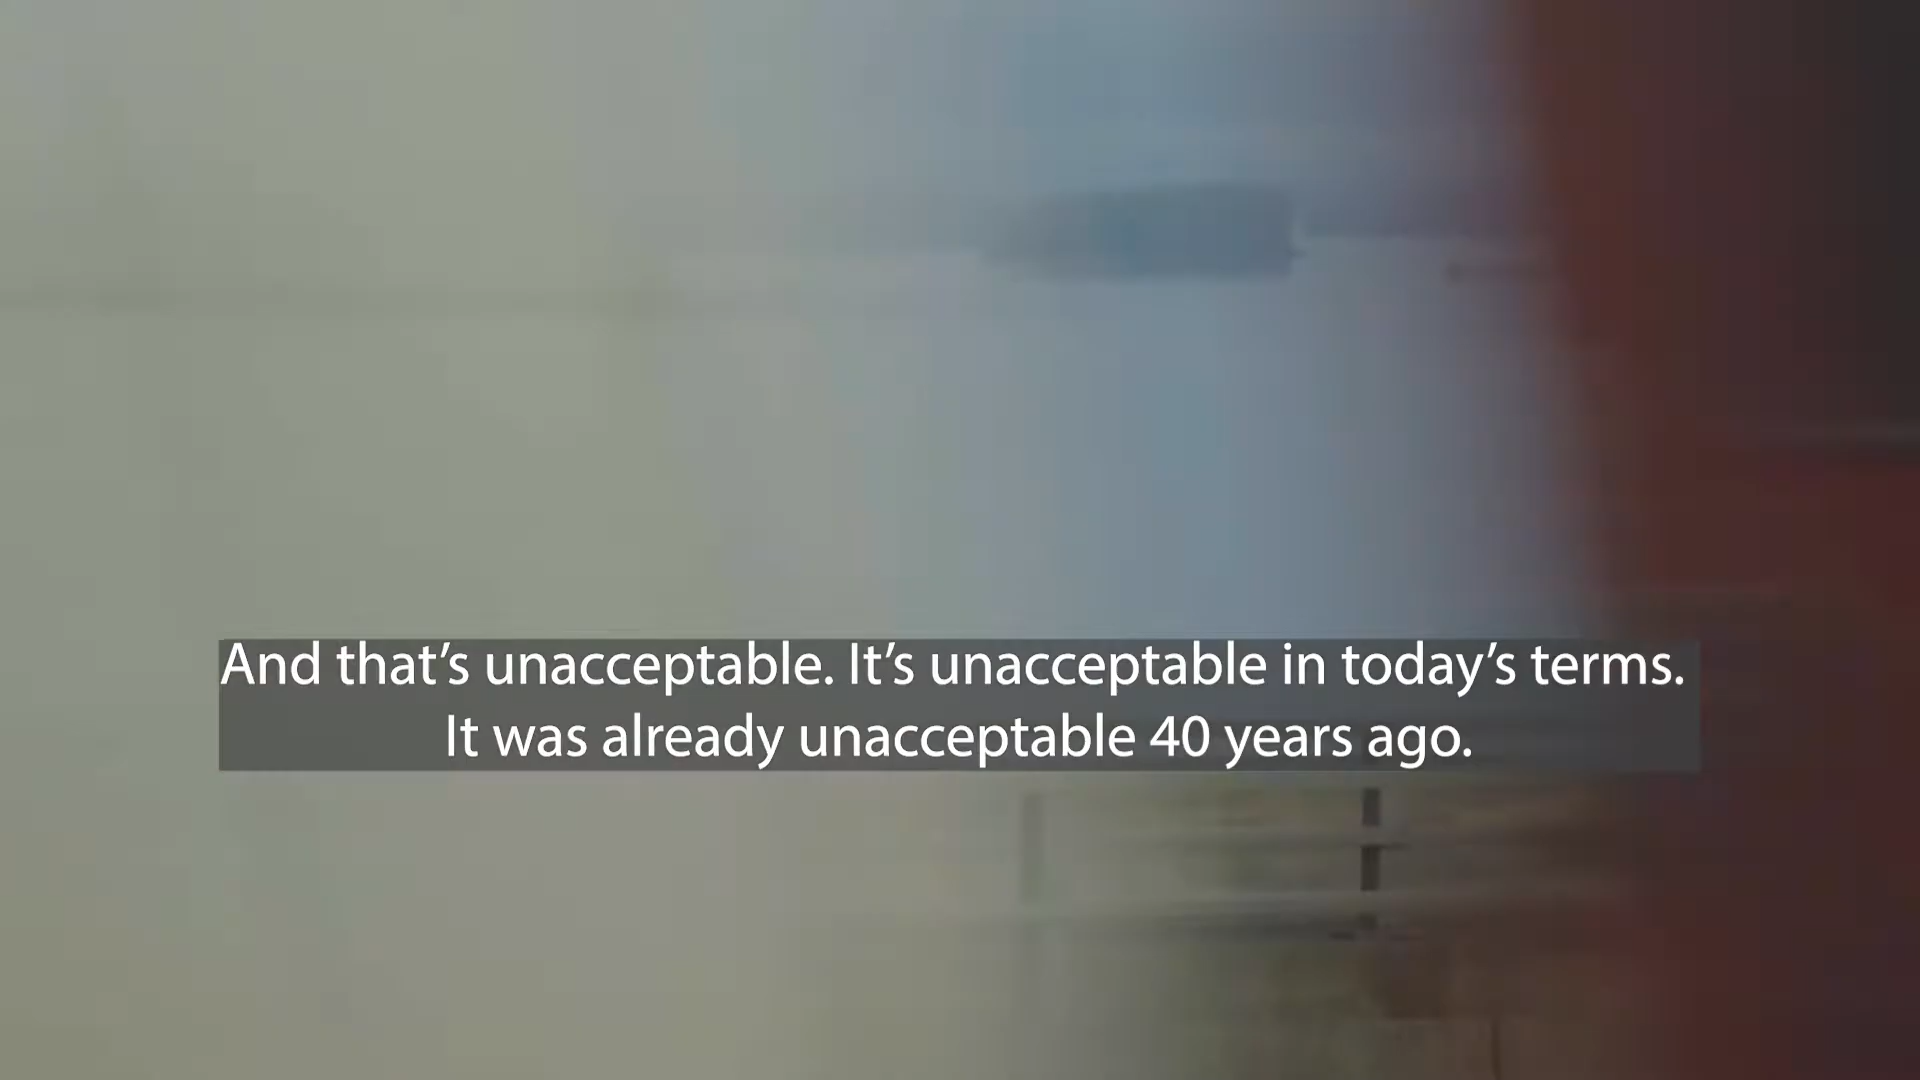 And that’s unacceptable. It’s unacceptable in today’s terms.
It was already unacceptable 40 years ago.